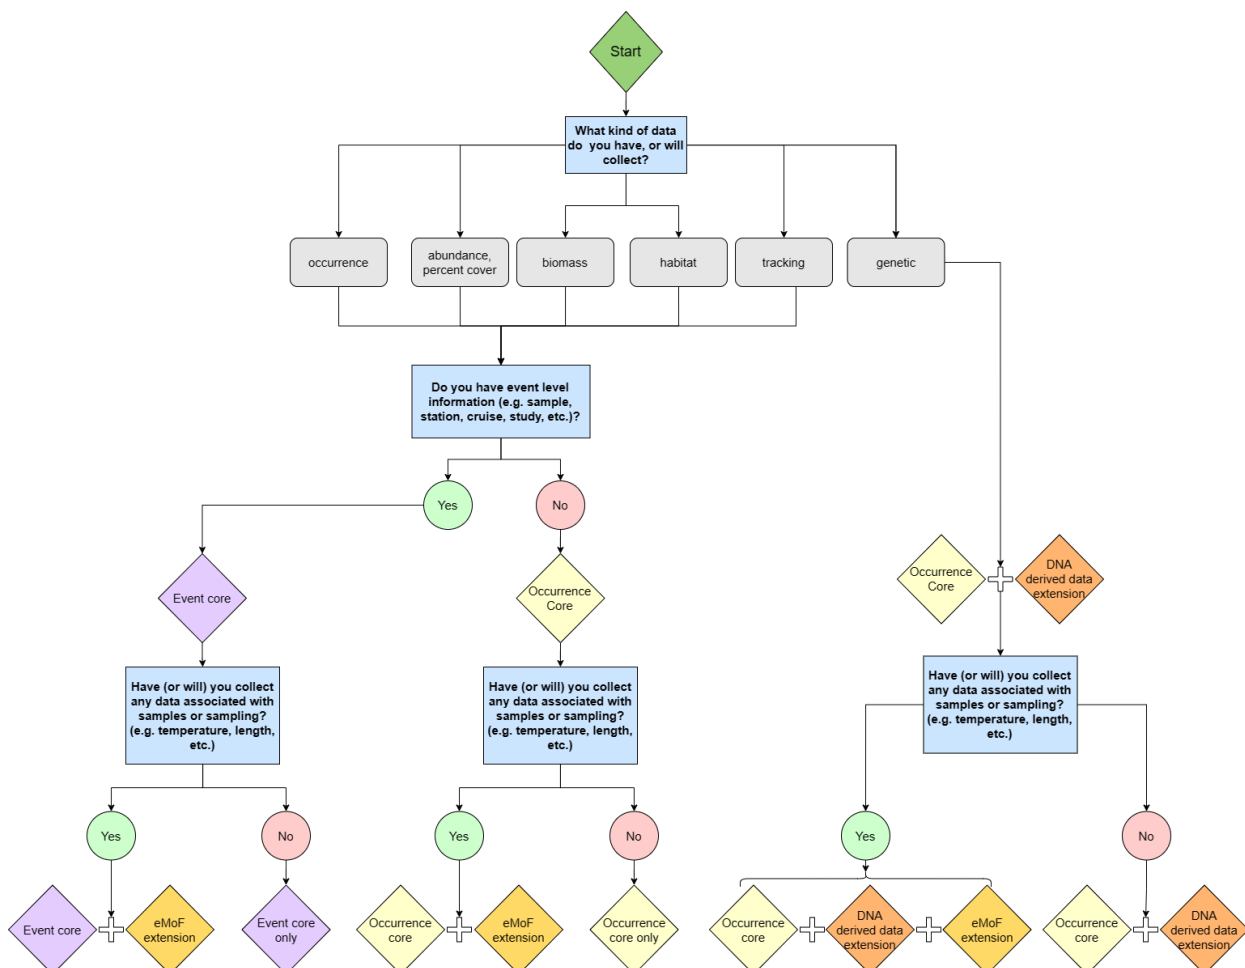 Start
What kind of data
do you have, or will
collect?
occurrence
abundance,
percent cover
biomass
habitat
tracking
genetic
Do you have event level
information (e.g. sample,
station, cruise, study, etc.)?
Yes
No
Event core
Occurrence
Core
Occurrence
Core
DNA
derived data
extension
Have (or will) you collect
any data associated with
samples or sampling?
(e.g. temperature, length,
etc.)
Have (or will) you collect
any data associated with
samples or sampling?
(e.g. temperature, length,
etc.)
Have (or will) you collect
any data associated with
samples or sampling?
(e.g. temperature, length,
etc.)
Yes
No
Yes
No
Yes
No
Event core
eMoF
extension
Event core
only
Occurrence
core
eMoF
extension
Occurrence
core only
Occurrence
core
DNA
derived data
extension
eMoF
extension
Occurrence
core
DNA
derived data
extension